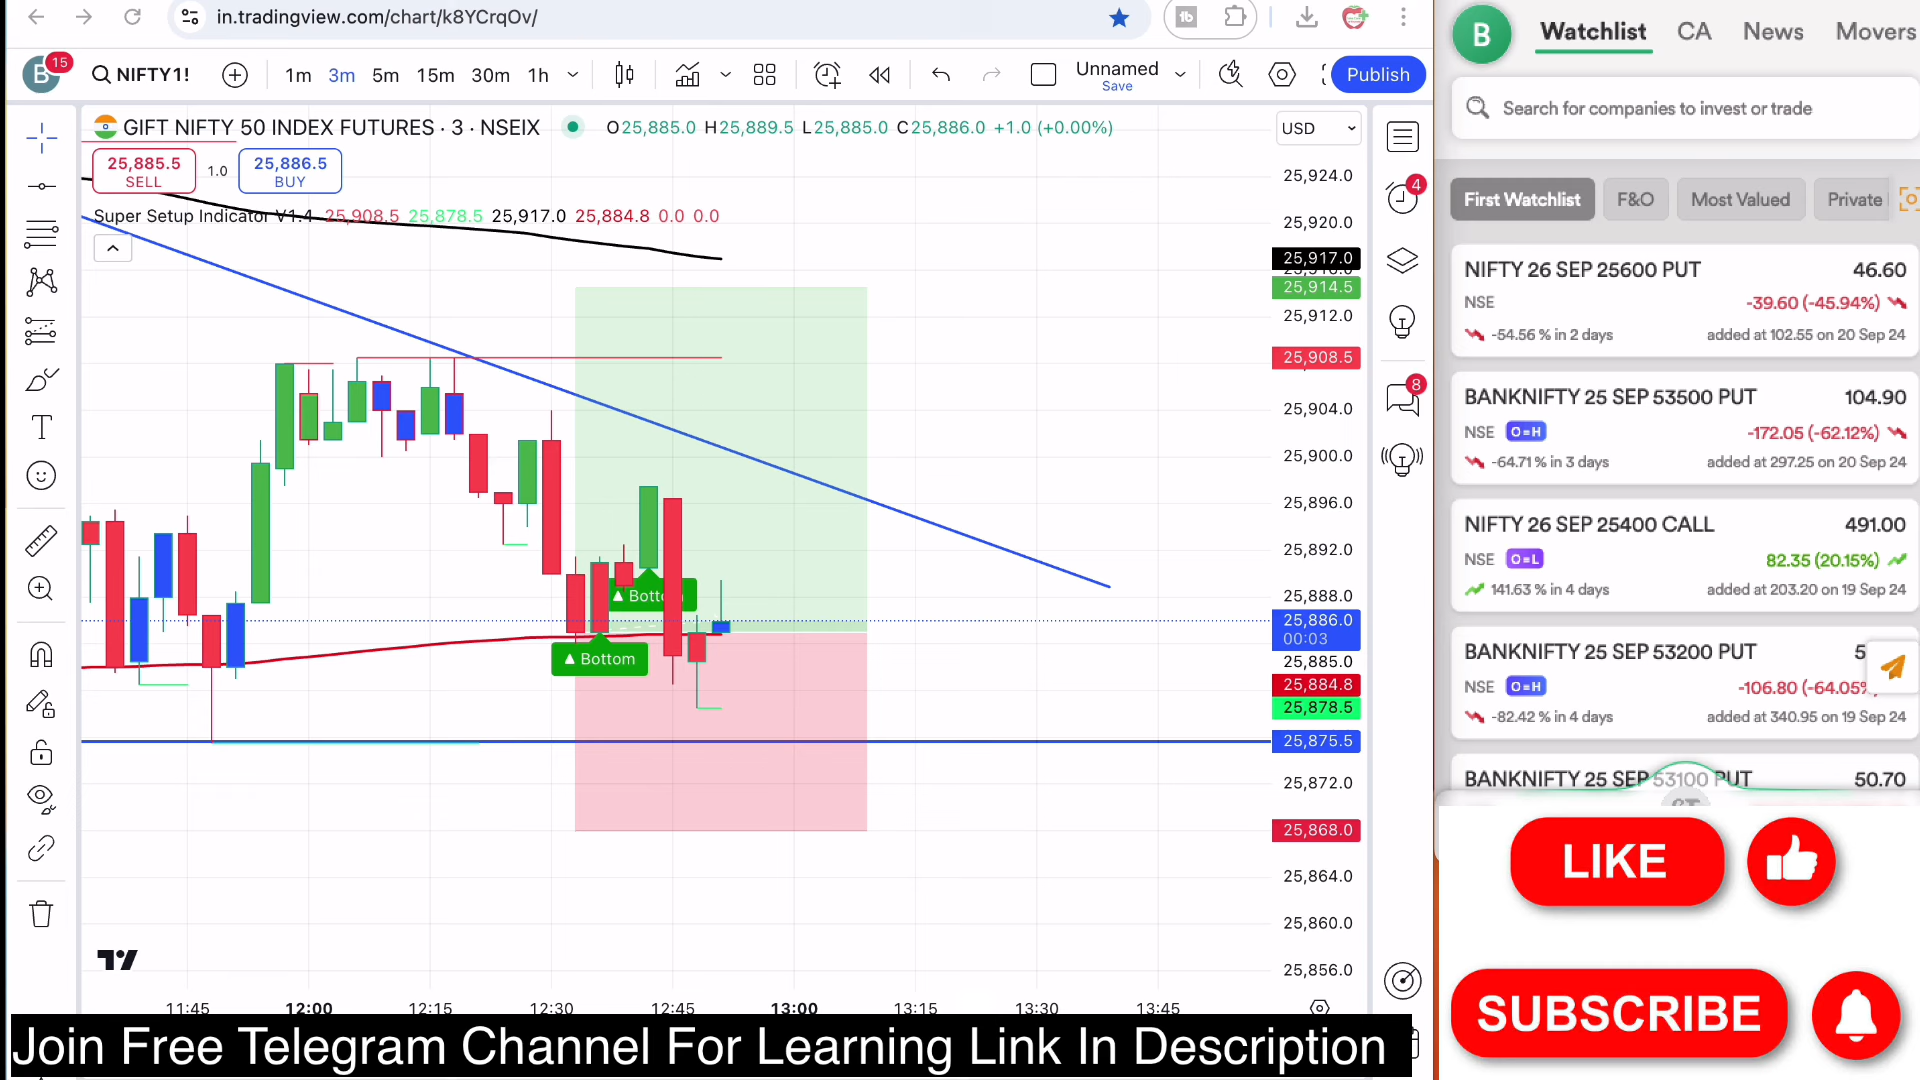 in.tradingview.com/chart/k8YCrqOv/
B 15 NIFTY1! 1m 3m 5m 15m 30m 1h Unnamed Save Publish
GIFT NIFTY 50 INDEX FUTURES · 3 · NSEIX O25,885.0 H25,889.5 L25,885.0 C25,886.0 +1.0 (+0.00%) USD
25,885.5 SELL 1.0 25,886.5 BUY
Super Setup Indicator V1.4 25,908.5 25,878.5 25,917.0 25,884.8 0.0 0.0
25,924.0
25,920.0
25,917.0
25,914.5
25,912.0
25,908.5
25,904.0
25,900.0
25,896.0
25,892.0
25,888.0
25,886.0
00:03
25,885.0
25,884.8
25,878.5
25,875.5
25,872.0
25,868.0
25,864.0
25,860.0
25,856.0
▲ Botto
▲ Bottom
11:45 12:00 12:15 12:30 12:45 13:00 13:15 13:30 13:45
4
8
B Watchlist CA News Movers
Search for companies to invest or trade
First Watchlist F&O Most Valued Private
NIFTY 26 SEP 25600 PUT 46.60
NSE -39.60 (-45.94%)
-54.56 % in 2 days added at 102.55 on 20 Sep 24
BANKNIFTY 25 SEP 53500 PUT 104.90
NSE O=H -172.05 (-62.12%)
-64.71 % in 3 days added at 297.25 on 20 Sep 24
NIFTY 26 SEP 25400 CALL 491.00
NSE O=L 82.35 (20.15%)
141.63 % in 4 days added at 203.20 on 19 Sep 24
BANKNIFTY 25 SEP 53200 PUT 5
NSE O=H -106.80 (-64.05%
-82.42 % in 4 days added at 340.95 on 19 Sep 24
BANKNIFTY 25 SEP 53100 PUT 50.70
LIKE
SUBSCRIBE
Join Free Telegram Channel For Learning Link In Description